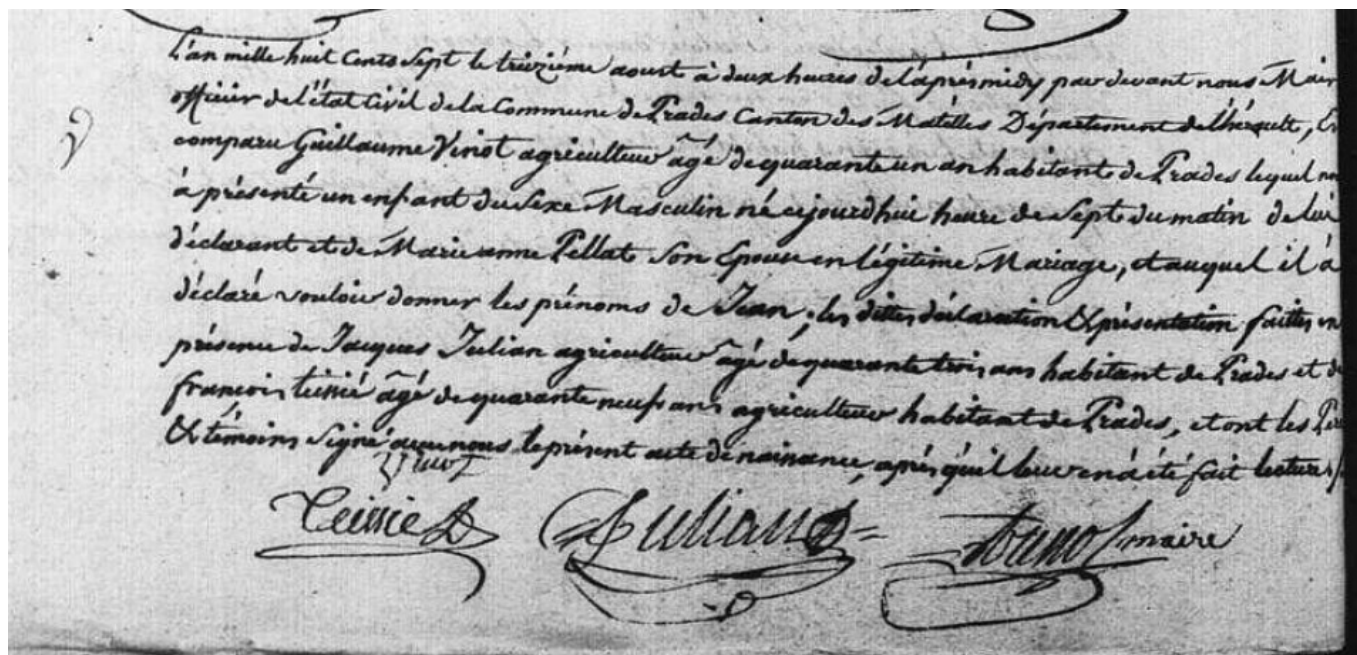 L'an mille huit Cents Sept le treizième aoust à deux heures de l'après midy par devant nous Maire
officier de l'état Civil de la Commune de Prades Canton des Matelles Département de l'hérault, Est
comparu Guillaume Viriot agriculteur âgé de quarante un an habitant de Prades lequel nous
à présenté un enfant du Sexe Masculin né cejourd'hui heure de Sept du matin de lui
déclarant et de Marie anne Pellat Son Epouse en légitime Mariage, et auquel il à
déclaré vouloir donner les prénoms de Jean ; les dittes déclaration & présentation faittes en
présence de Jacques Julian agriculteur âgé de quarante trois ans habitant de Prades et de
francois teissié âgé de quarante neuf ans agriculteur habitant de Prades, et ont les Père
& témoins Signé avec nous le présent acte de naissance, après qu'il leur en à été fait lecture
Teissie Julian maire